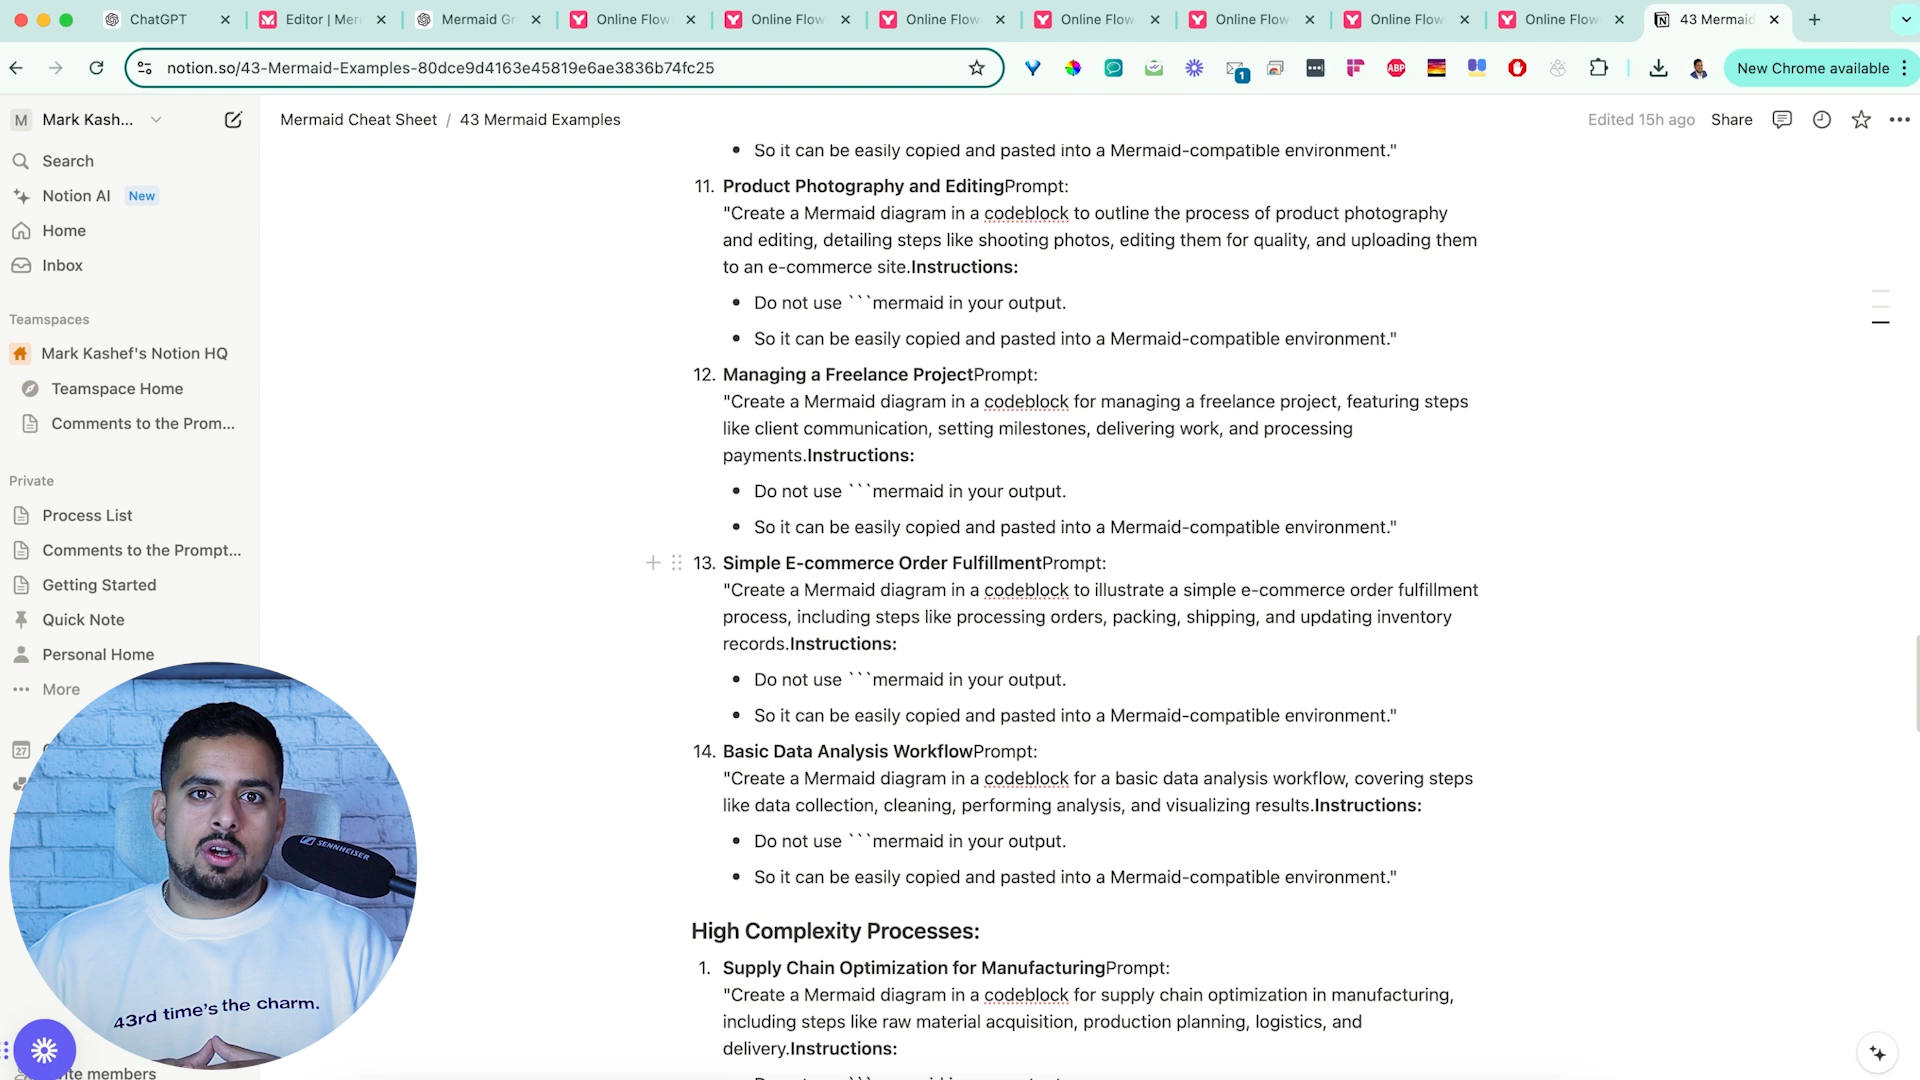 ChatGPT
Editor | Mer
Mermaid Gr
Online Flow
Online Flow
Online Flow
Online Flow
Online Flow
Online Flow
Online Flow
43 Mermaid
notion.so/43-Mermaid-Examples-80dce9d4163e45819e6ae3836b74fc25
1
ABP
New Chrome available
M Mark Kash...
Mermaid Cheat Sheet / 43 Mermaid Examples
Edited 15h ago
Share
Search
Notion AI New
Home
Inbox
Teamspaces
Mark Kashef's Notion HQ
Teamspace Home
Comments to the Prom...
Private
Process List
Comments to the Prompt...
Getting Started
Quick Note
Personal Home
More
27
• So it can be easily copied and pasted into a Mermaid-compatible environment."
11. Product Photography and EditingPrompt:
"Create a Mermaid diagram in a codeblock to outline the process of product photography
and editing, detailing steps like shooting photos, editing them for quality, and uploading them
to an e-commerce site.Instructions:
• Do not use ```mermaid in your output.
• So it can be easily copied and pasted into a Mermaid-compatible environment."
12. Managing a Freelance ProjectPrompt:
"Create a Mermaid diagram in a codeblock for managing a freelance project, featuring steps
like client communication, setting milestones, delivering work, and processing
payments.Instructions:
• Do not use ```mermaid in your output.
• So it can be easily copied and pasted into a Mermaid-compatible environment."
13. Simple E-commerce Order FulfillmentPrompt:
"Create a Mermaid diagram in a codeblock to illustrate a simple e-commerce order fulfillment
process, including steps like processing orders, packing, shipping, and updating inventory
records.Instructions:
• Do not use ```mermaid in your output.
• So it can be easily copied and pasted into a Mermaid-compatible environment."
14. Basic Data Analysis WorkflowPrompt:
"Create a Mermaid diagram in a codeblock for a basic data analysis workflow, covering steps
like data collection, cleaning, performing analysis, and visualizing results.Instructions:
• Do not use ```mermaid in your output.
• So it can be easily copied and pasted into a Mermaid-compatible environment."
High Complexity Processes:
1. Supply Chain Optimization for ManufacturingPrompt:
"Create a Mermaid diagram in a codeblock for supply chain optimization in manufacturing,
including steps like raw material acquisition, production planning, logistics, and
delivery.Instructions:
SENNHEISER
43rd time's the charm.
members